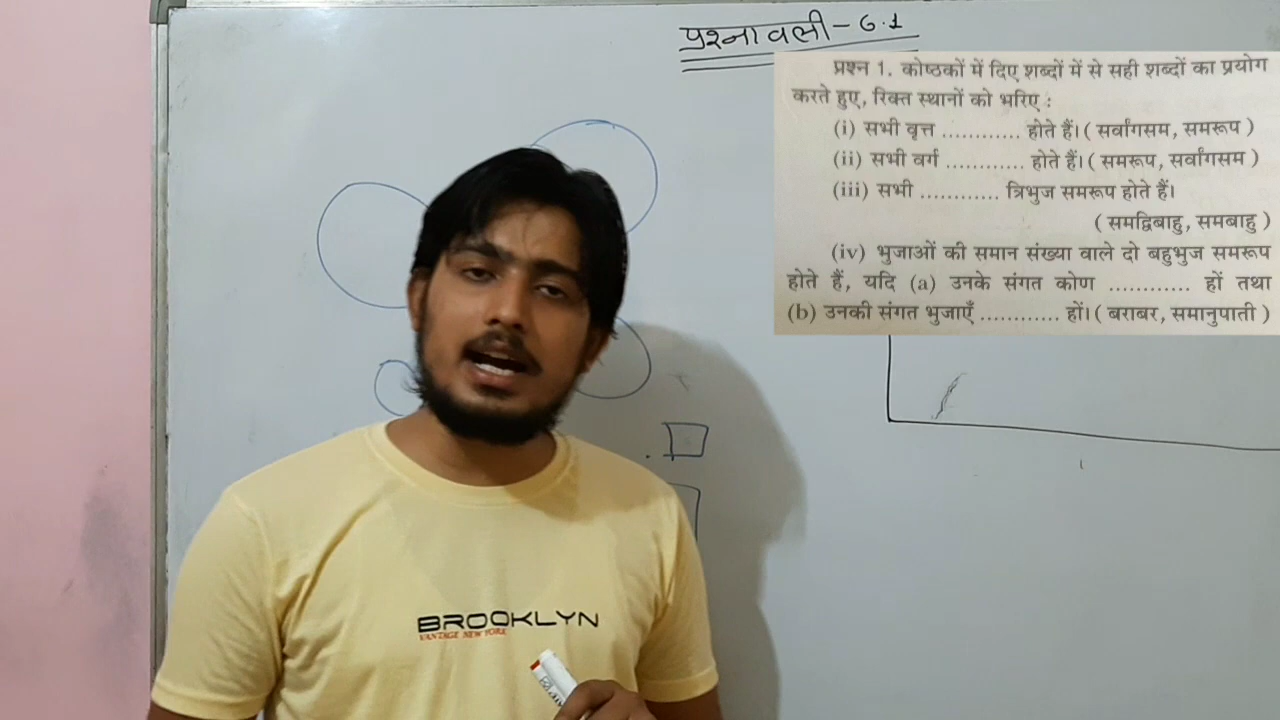 प्रश्नावली - 6.1
प्रश्न 1. कोष्ठकों में दिए शब्दों में से सही शब्दों का प्रयोग
करते हुए, रिक्त स्थानों को भरिए :
(i) सभी वृत्त ............ होते हैं। ( सर्वांगसम, समरूप )
(ii) सभी वर्ग ............ होते हैं। ( समरूप, सर्वांगसम )
(iii) सभी ............ त्रिभुज समरूप होते हैं।
( समद्विबाहु, समबाहु )
(iv) भुजाओं की समान संख्या वाले दो बहुभुज समरूप
होते हैं, यदि (a) उनके संगत कोण ............ हों तथा
(b) उनकी संगत भुजाएँ ............ हों। ( बराबर, समानुपाती )
BROOKLYN
VANTAGE NEW YORK